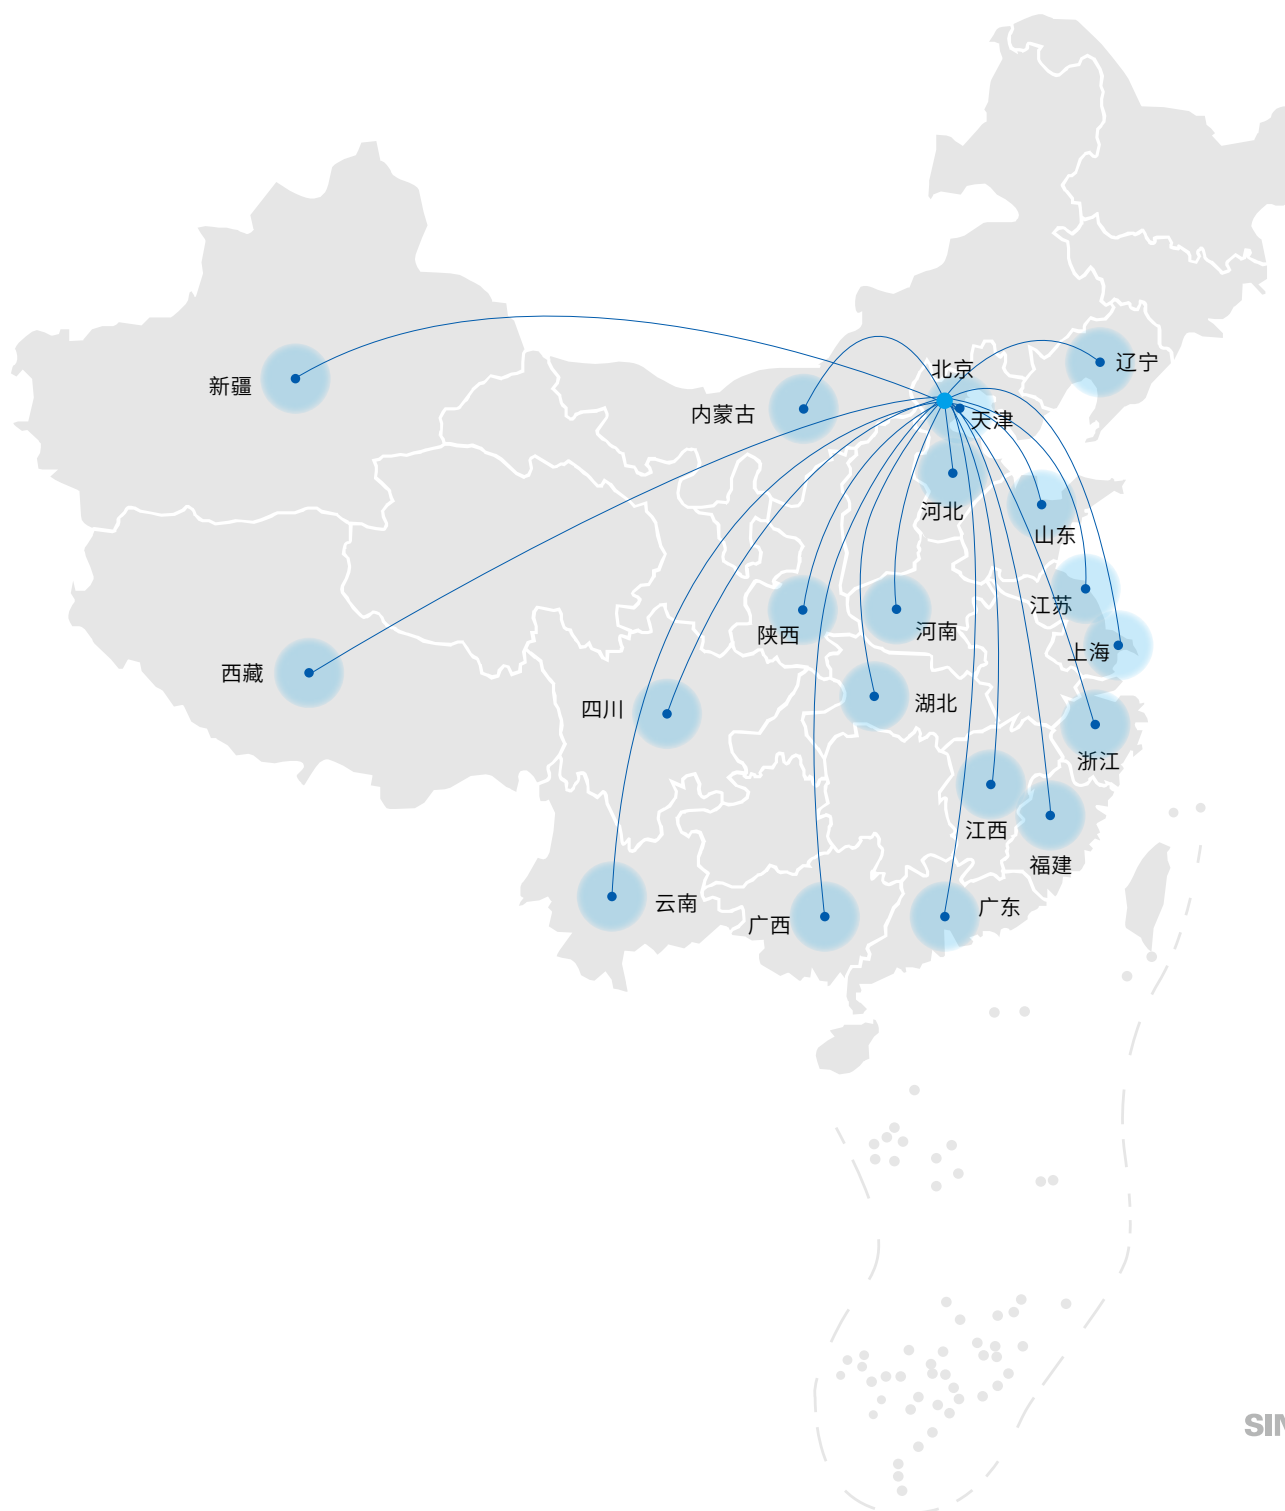 辽宁
北京
新疆
内蒙古
天津
河北
山东
江苏
陕西
河南
上海
西藏
四川
湖北
浙江
江西
福建
云南
广东
广西
SIN